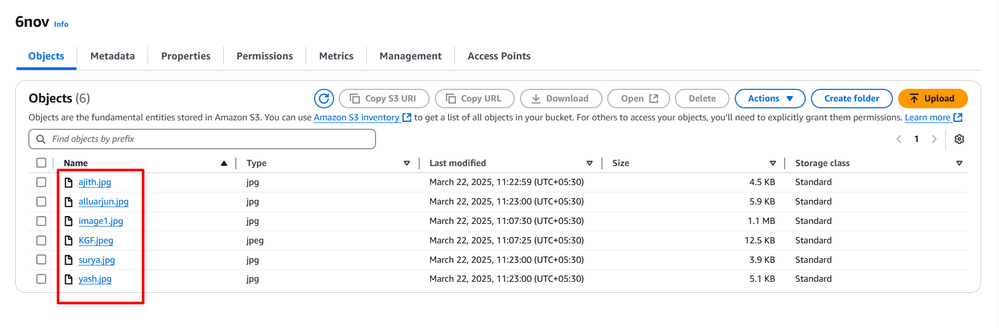 6nov Info
Objects Metadata Properties Permissions Metrics Management Access Points
Objects (6) Copy S3 URI Copy URL Download Open Delete Actions Create folder Upload
Objects are the fundamental entities stored in Amazon S3. You can use Amazon S3 inventory to get a list of all objects in your bucket. For others to access your objects, you’ll need to explicitly grant them permissions. Learn more
Find objects by prefix 1
Name Type Last modified Size Storage class
ajith.jpg jpg March 22, 2025, 11:22:59 (UTC+05:30) 4.5 KB Standard
alluarjun.jpg jpg March 22, 2025, 11:23:00 (UTC+05:30) 5.9 KB Standard
image1.jpg jpg March 22, 2025, 11:07:30 (UTC+05:30) 1.1 MB Standard
KGF.jpeg jpeg March 22, 2025, 11:07:25 (UTC+05:30) 12.5 KB Standard
surya.jpg jpg March 22, 2025, 11:23:00 (UTC+05:30) 3.9 KB Standard
yash.jpg jpg March 22, 2025, 11:23:00 (UTC+05:30) 5.1 KB Standard